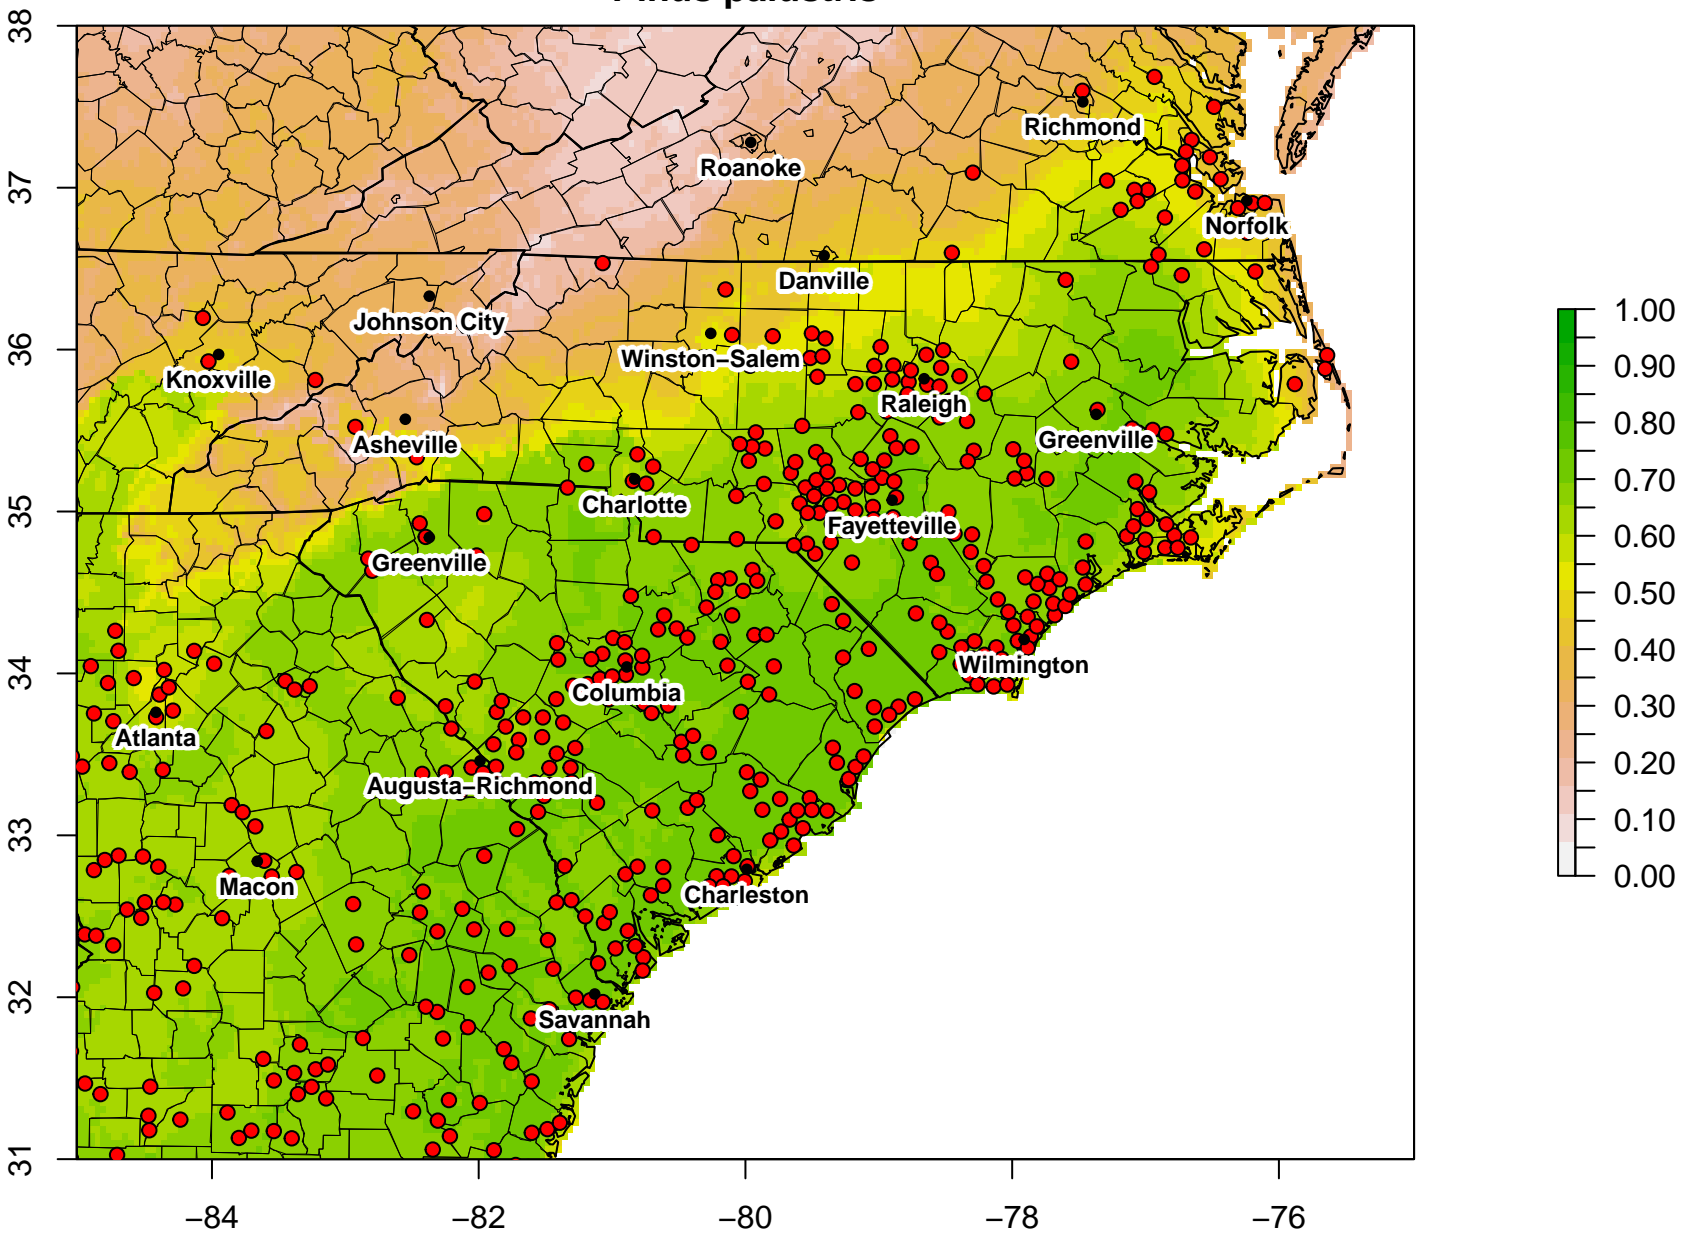 38
Richmond
Roanoke
37
Norfolk
Danville
1.00
Johnson City
36
Winston–Salem
0.90
Knoxville
Raleigh
Asheville
Greenville
0.80
0.70
35
Charlotte
Fayetteville
0.60
Greenville
0.50
34
Wilmington
0.40
Columbia
0.30
Atlanta
0.20
Augusta–Richmond
33
0.10
0.00
Macon
Charleston
32
Savannah
31
−84 −82 −80 −78 −76